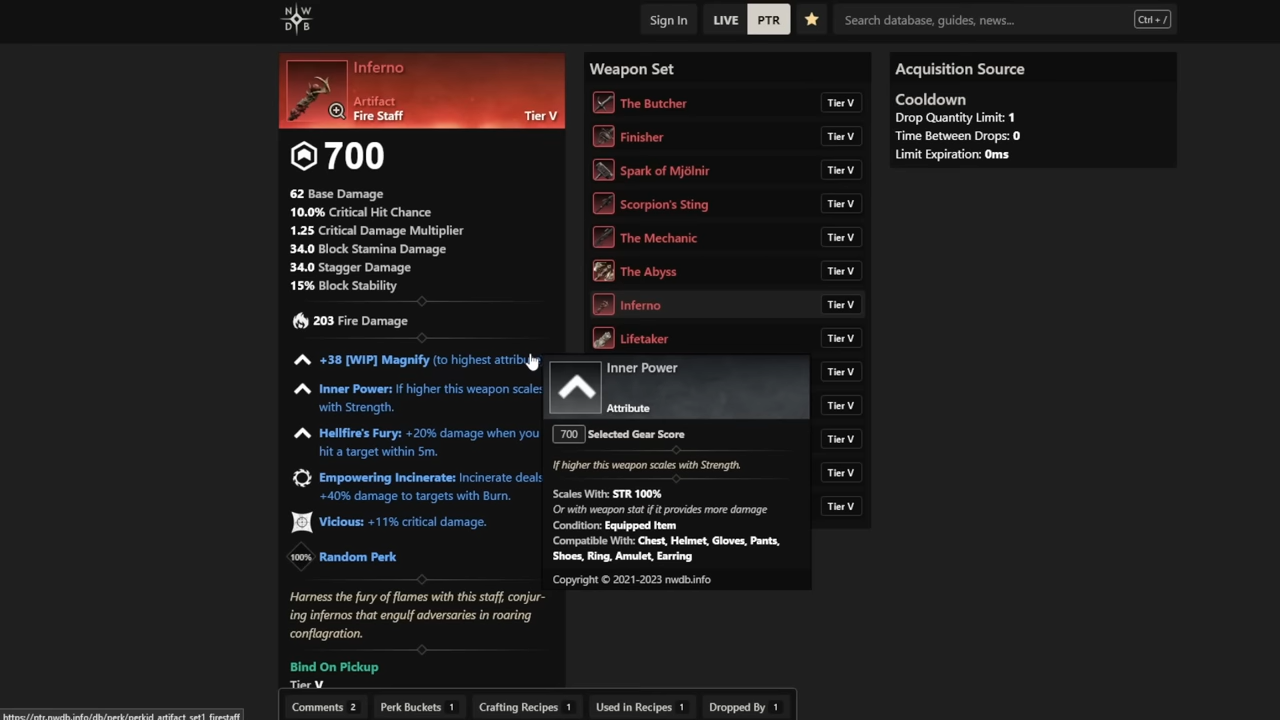 NW
DB
Sign In
LIVE
PTR
Search database, guides, news...
Ctrl + /
Inferno
Artifact
Fire Staff
Tier V
700
62 Base Damage
10.0% Critical Hit Chance
1.25 Critical Damage Multiplier
34.0 Block Stamina Damage
34.0 Stagger Damage
15% Block Stability
203 Fire Damage
+38 [WIP] Magnify (to highest attribute
Inner Power: If higher this weapon scales
with Strength.
Hellfire's Fury: +20% damage when you
hit a target within 5m.
Empowering Incinerate: Incinerate deals
+40% damage to targets with Burn.
Vicious: +11% critical damage.
100% Random Perk
Harness the fury of flames with this staff, conjur-
ing infernos that engulf adversaries in roaring
conflagration.
Bind On Pickup
Tier V
Weapon Set
The Butcher Tier V
Finisher Tier V
Spark of Mjölnir Tier V
Scorpion's Sting Tier V
The Mechanic Tier V
The Abyss Tier V
Inferno Tier V
Lifetaker Tier V
Tier V
Tier V
Tier V
Tier V
Tier V
Inner Power
Attribute
700 Selected Gear Score
If higher this weapon scales with Strength.
Scales With: STR 100%
Or with weapon stat if it provides more damage
Condition: Equipped Item
Compatible With: Chest, Helmet, Gloves, Pants,
Shoes, Ring, Amulet, Earring
Copyright © 2021-2023 nwdb.info
Acquisition Source
Cooldown
Drop Quantity Limit: 1
Time Between Drops: 0
Limit Expiration: 0ms
Comments 2
Perk Buckets 1
Crafting Recipes 1
Used in Recipes 1
Dropped By 1
https://ptr.nwdb.info/db/perk/perkid_artifact_set1_firestaff